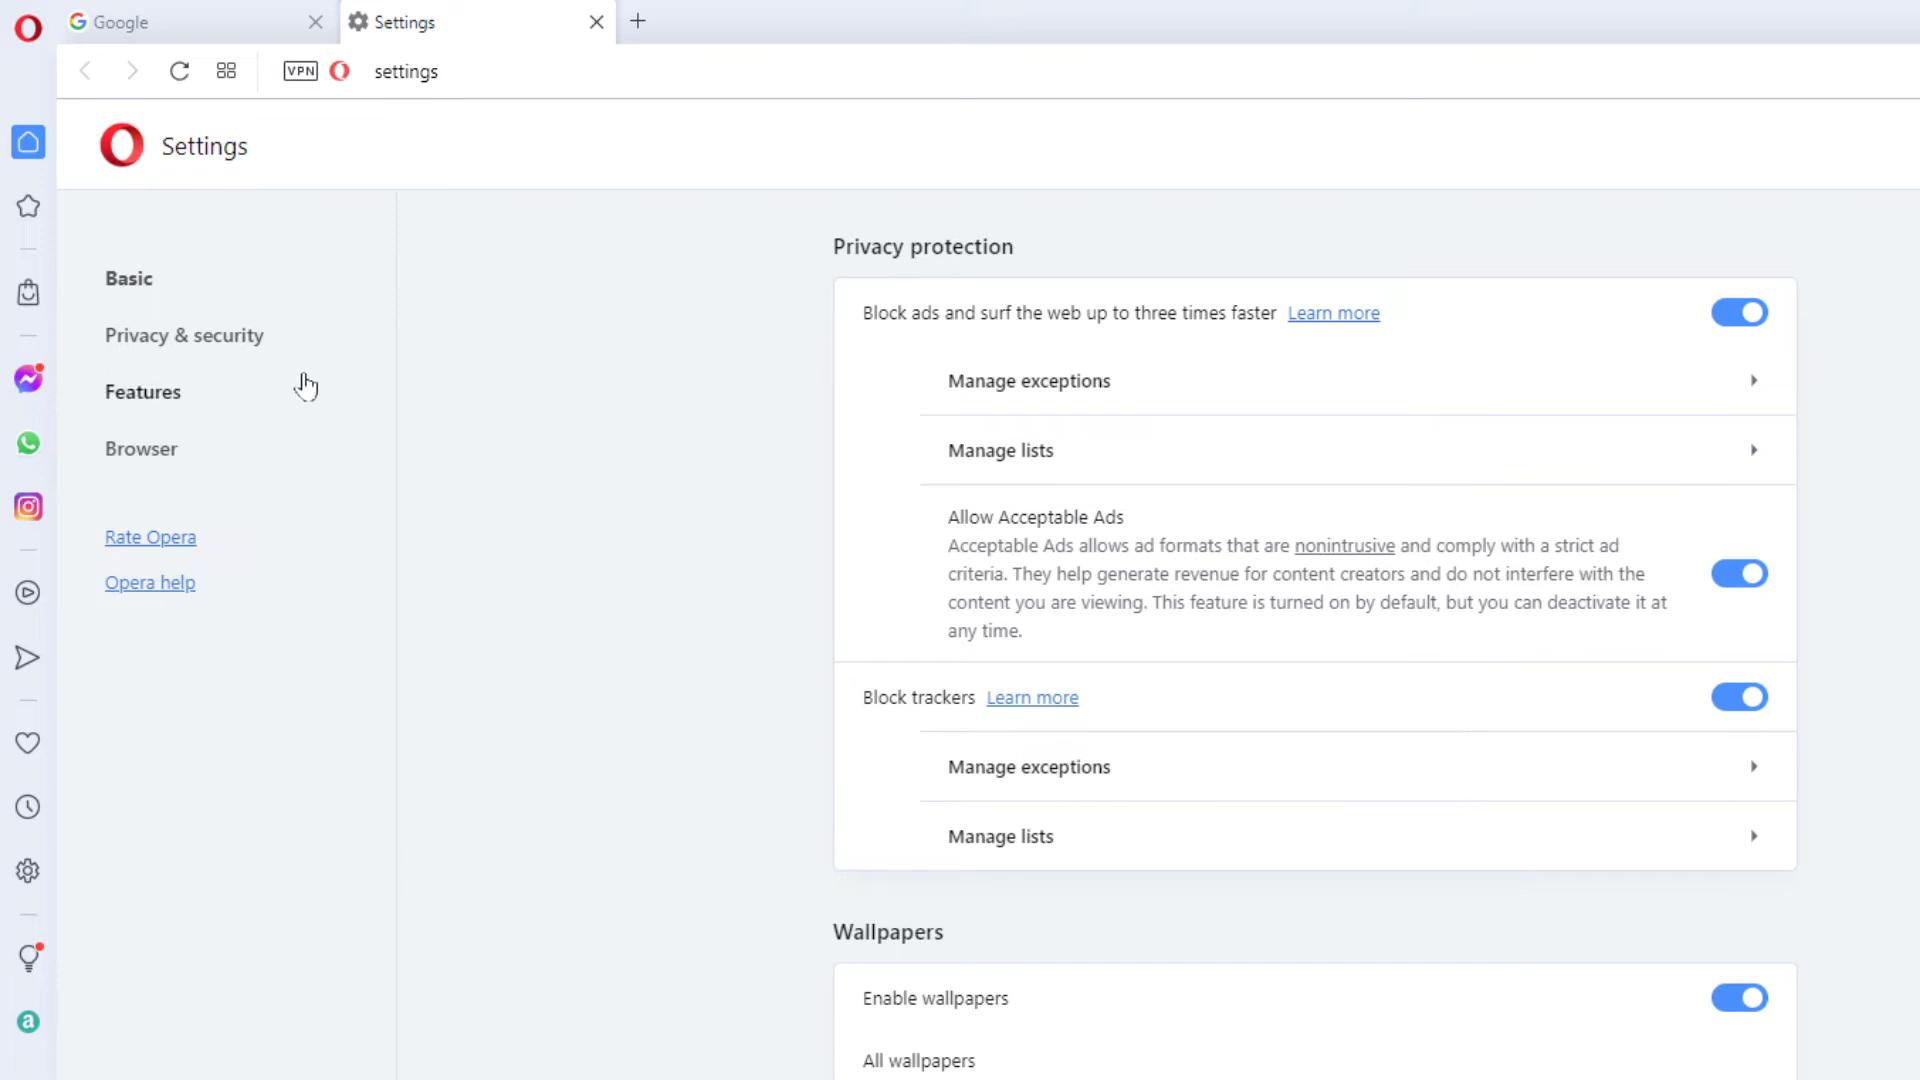 Google
Settings
VPN
settings
Settings
Basic
Privacy & security
Features
Browser
Rate Opera
Opera help
Privacy protection
Block ads and surf the web up to three times faster Learn more
Manage exceptions
Manage lists
Allow Acceptable Ads
Acceptable Ads allows ad formats that are nonintrusive and comply with a strict ad
criteria. They help generate revenue for content creators and do not interfere with the
content you are viewing. This feature is turned on by default, but you can deactivate it at
any time.
Block trackers Learn more
Manage exceptions
Manage lists
Wallpapers
Enable wallpapers
All wallpapers
a